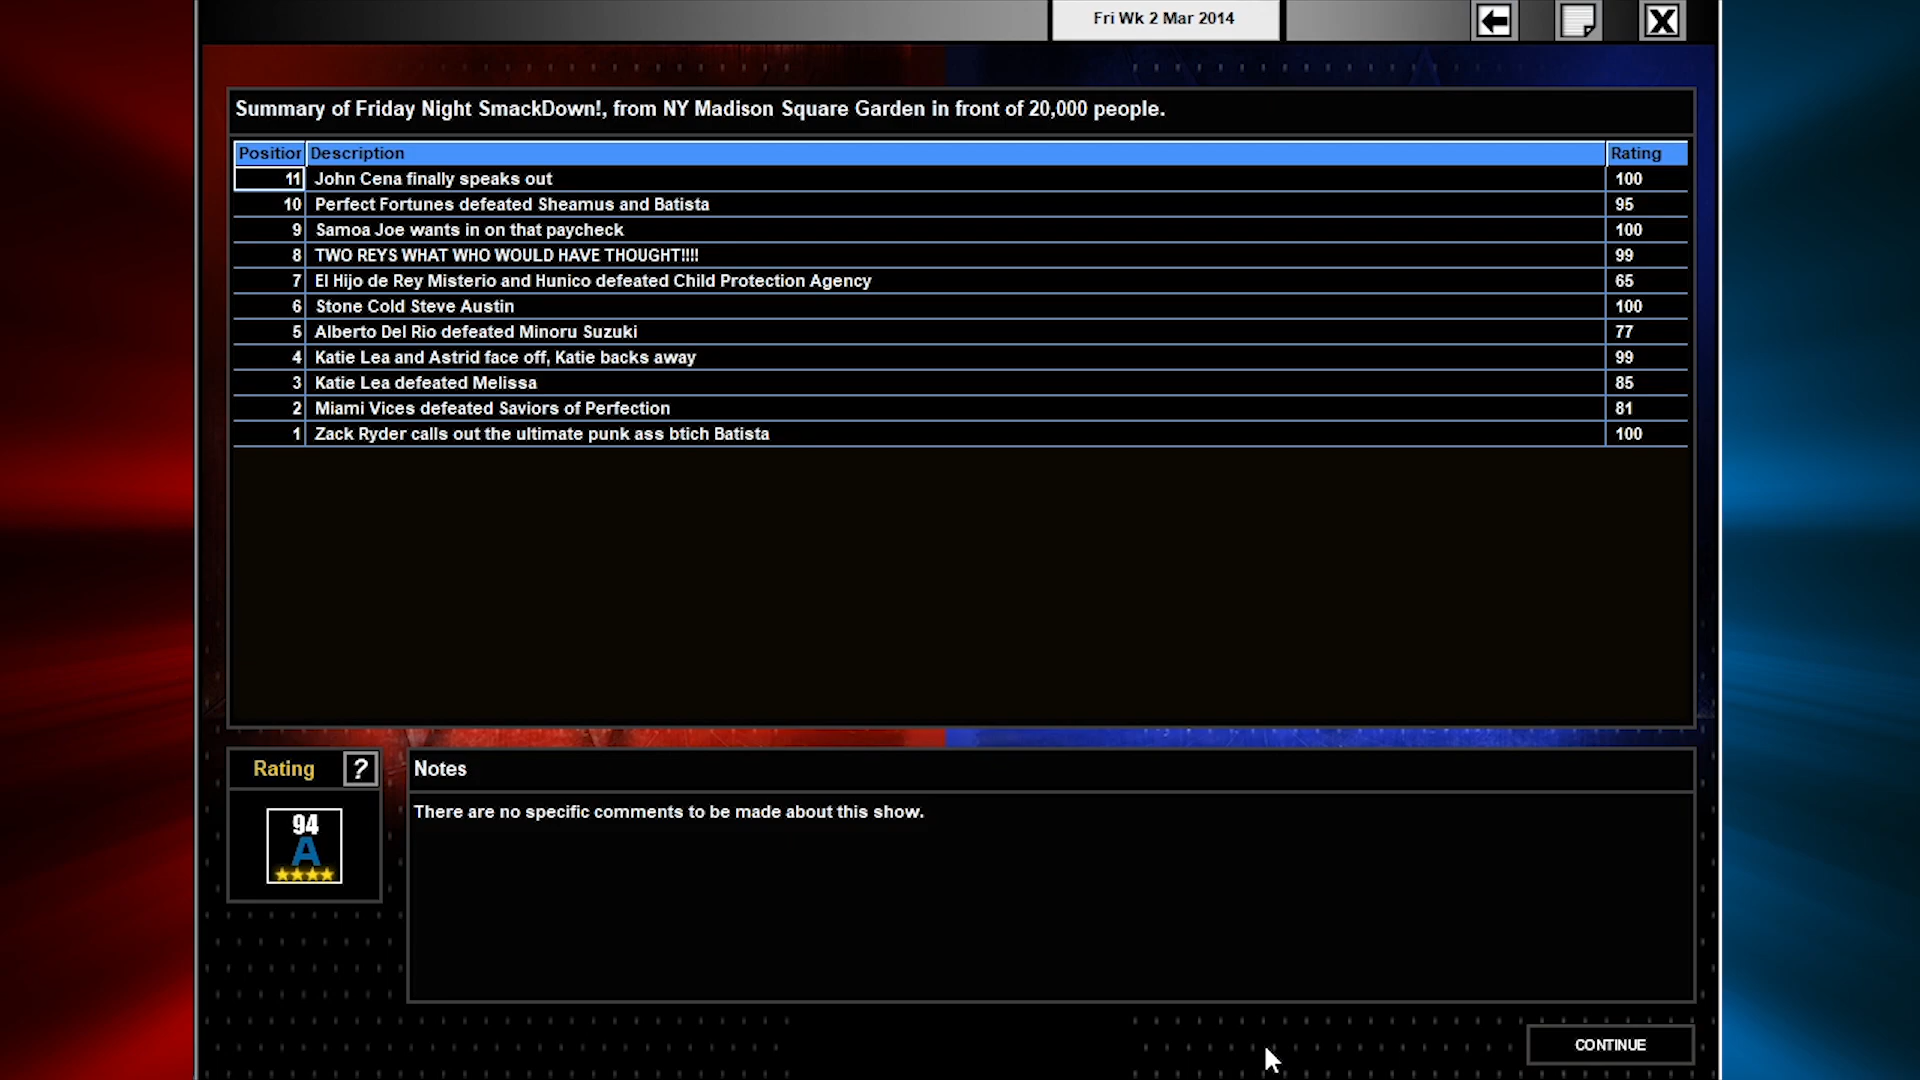 Fri Wk 2 Mar 2014
Summary of Friday Night SmackDown!, from NY Madison Square Garden in front of 20,000 people.
Position Description Rating
11 John Cena finally speaks out 100
10 Perfect Fortunes defeated Sheamus and Batista 95
9 Samoa Joe wants in on that paycheck 100
8 TWO REYS WHAT WHO WOULD HAVE THOUGHT!!!! 99
7 El Hijo de Rey Misterio and Hunico defeated Child Protection Agency 65
6 Stone Cold Steve Austin 100
5 Alberto Del Rio defeated Minoru Suzuki 77
4 Katie Lea and Astrid face off, Katie backs away 99
3 Katie Lea defeated Melissa 85
2 Miami Vices defeated Saviors of Perfection 81
1 Zack Ryder calls out the ultimate punk ass btich Batista 100
Rating ? Notes
There are no specific comments to be made about this show.
94
A
CONTINUE